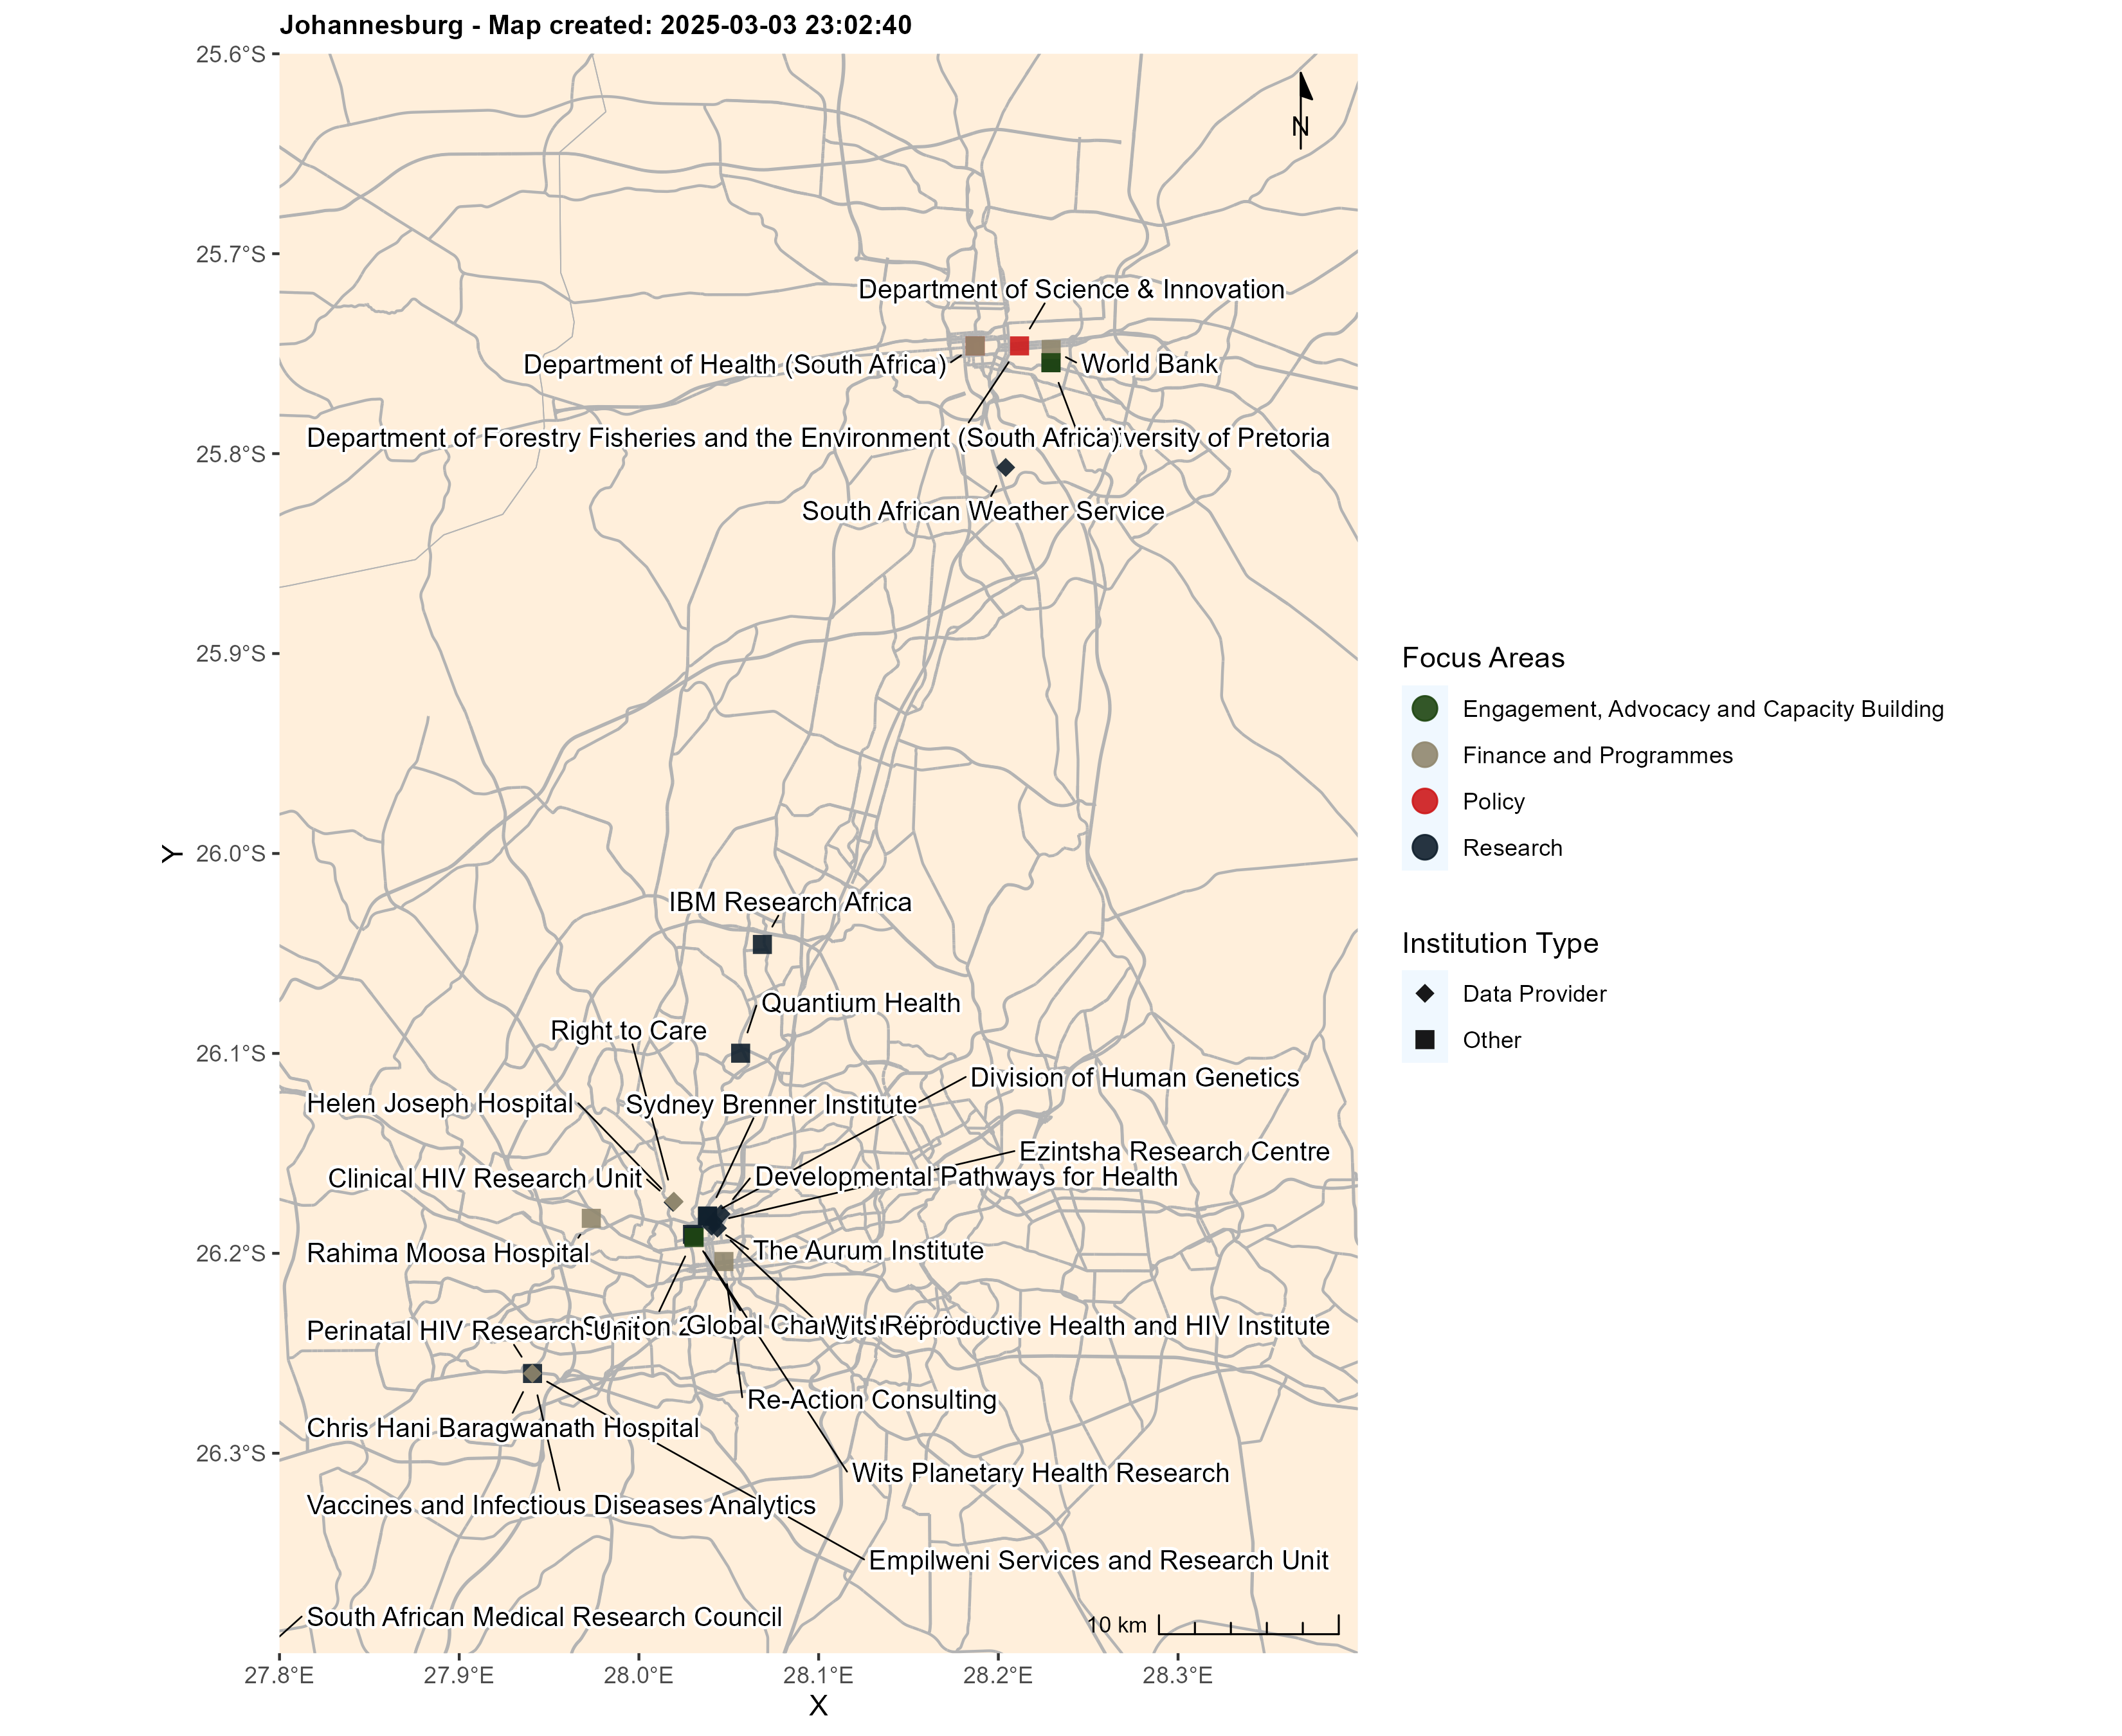 Johannesburg - Map created: 2025-03-03 23:02:40
25.6°S
25.7°S
25.8°S
25.9°S
26.0°S
26.1°S
26.2°S
26.3°S
Y
N
Department of Science & Innovation
Department of Health (South Africa)
World Bank
Department of Forestry Fisheries and the Environment (South Africa)
of Pretoria
South African Weather Service
IBM Research Africa
Quantium Health
Right to Care
Division of Human Genetics
Helen Joseph Hospital
Sydney Brenner Institute
Ezintsha Research Centre
Developmental Pathways for Health
Clinical HIV Research Unit
Rahima Moosa Hospital
The Aurum Institute
Perinatal HIV Research Unit
Global
Wits Reproductive Health and HIV Institute
Re-Action Consulting
Chris Hani Baragwanath Hospital
Wits Planetary Health Research
Vaccines and Infectious Diseases Analytics
Empilweni Services and Research Unit
South African Medical Research Council
10 km
27.8°E
27.9°E
28.0°E
28.1°E
28.2°E
28.3°E
X
Focus Areas
Engagement, Advocacy and Capacity Building
Finance and Programmes
Policy
Research
Institution Type
Data Provider
Other